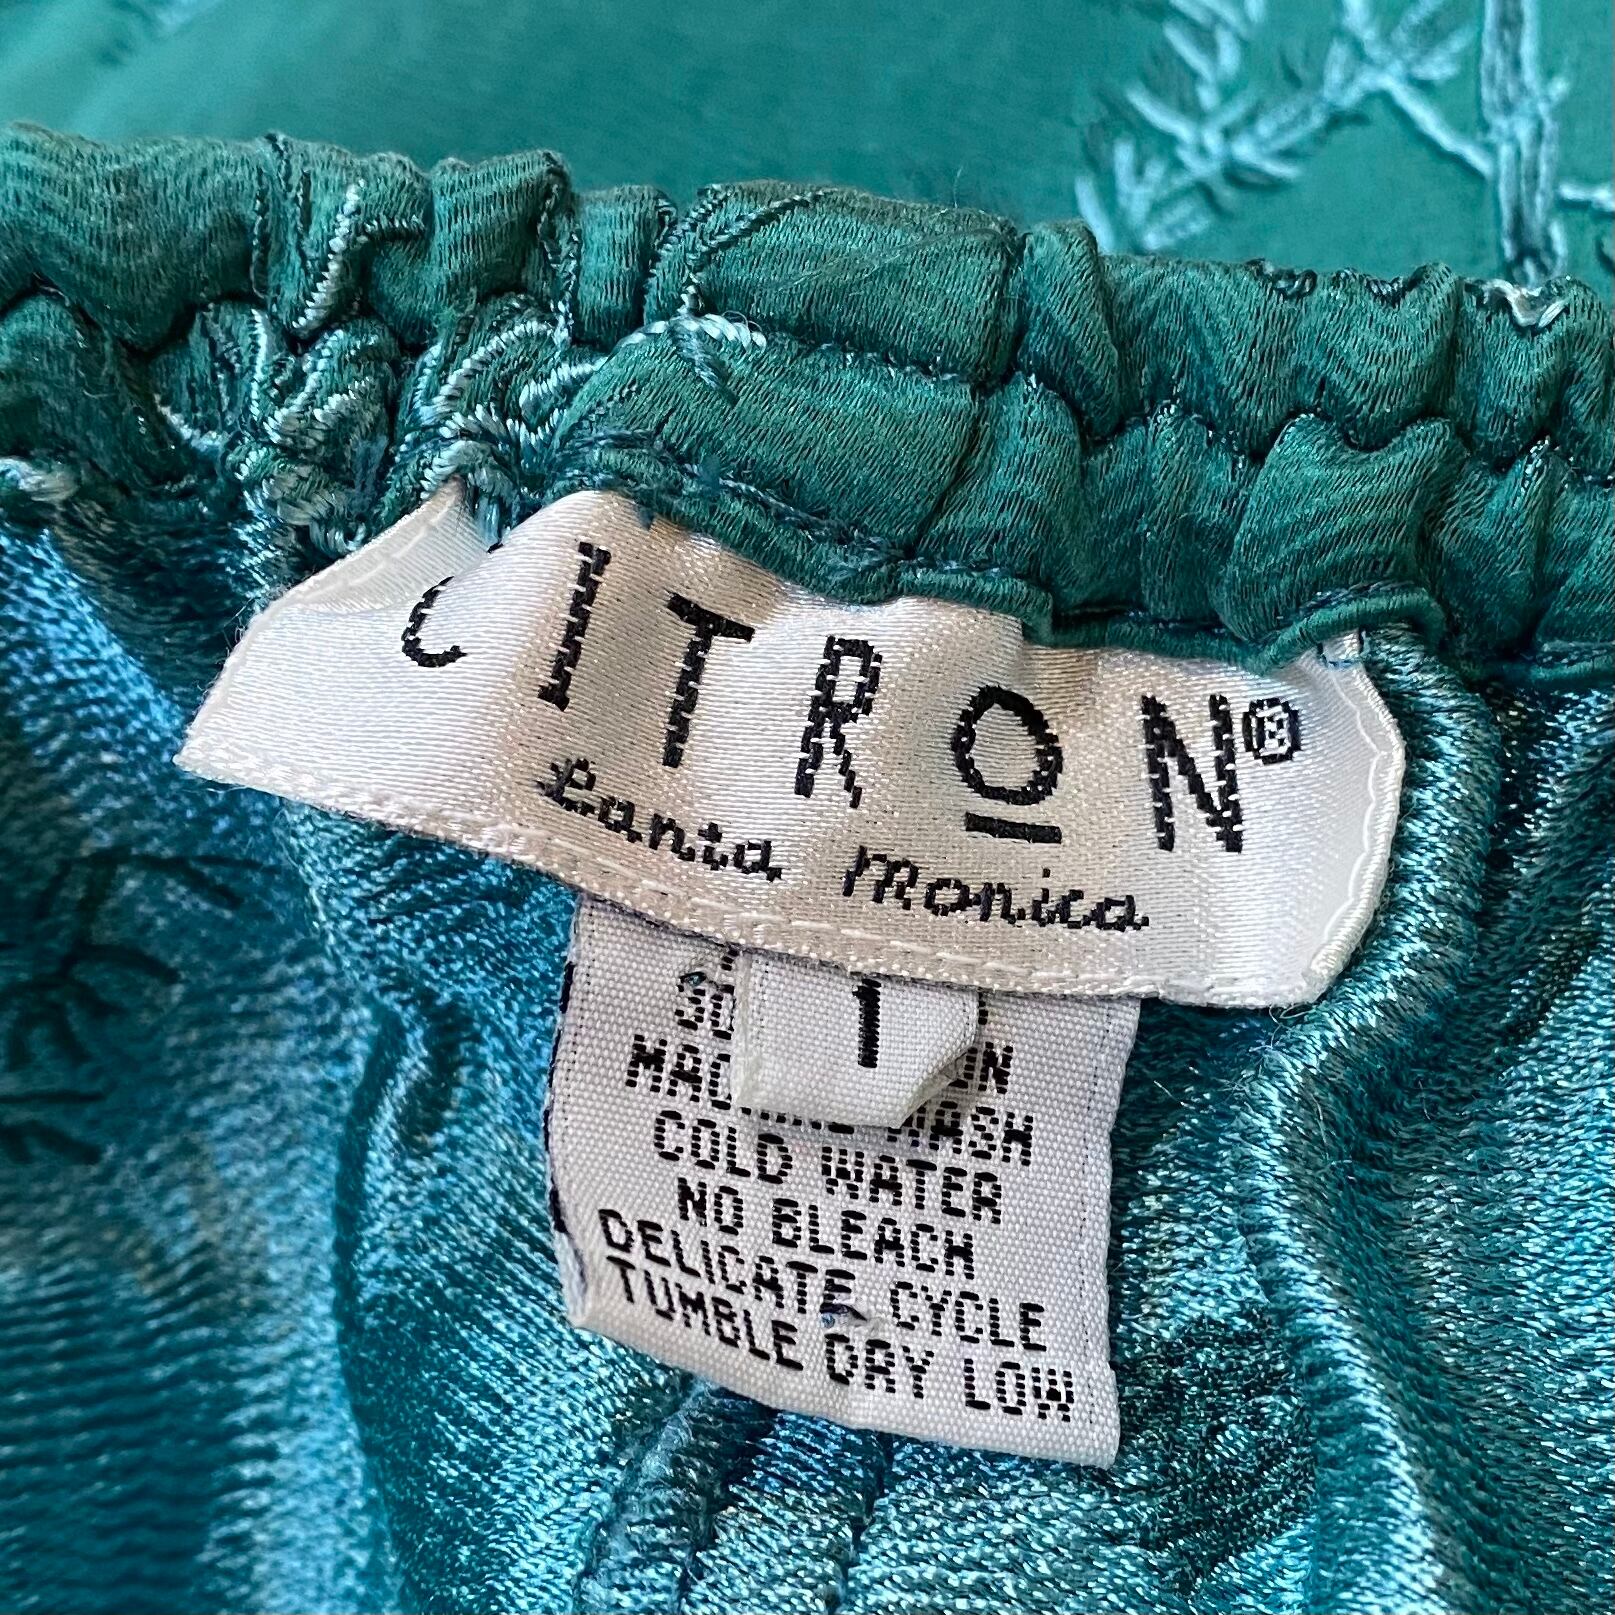 CITRON®
Santa Monica
1
COLD WATER
NO BLEACH
DELICATE CYCLE
TUMBLE DRY LOW